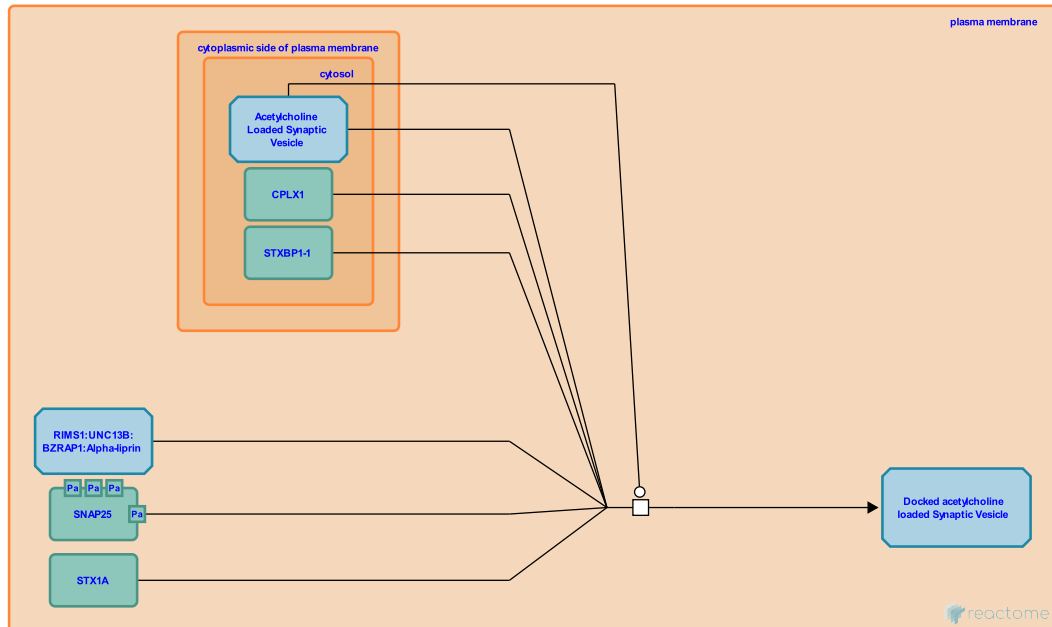 plasma membrane
cytoplasmic side of plasma membrane
cytosol
Acetylcholine
Loaded Synaptic
Vesicle
CPLX1
STXBP1-1
RIMS1:UNC13B:
BZRAP1:Alpha-liprin
Pa Pa Pa
SNAP25 Pa
STX1A
Docked acetylcholine
loaded Synaptic Vesicle
reactome